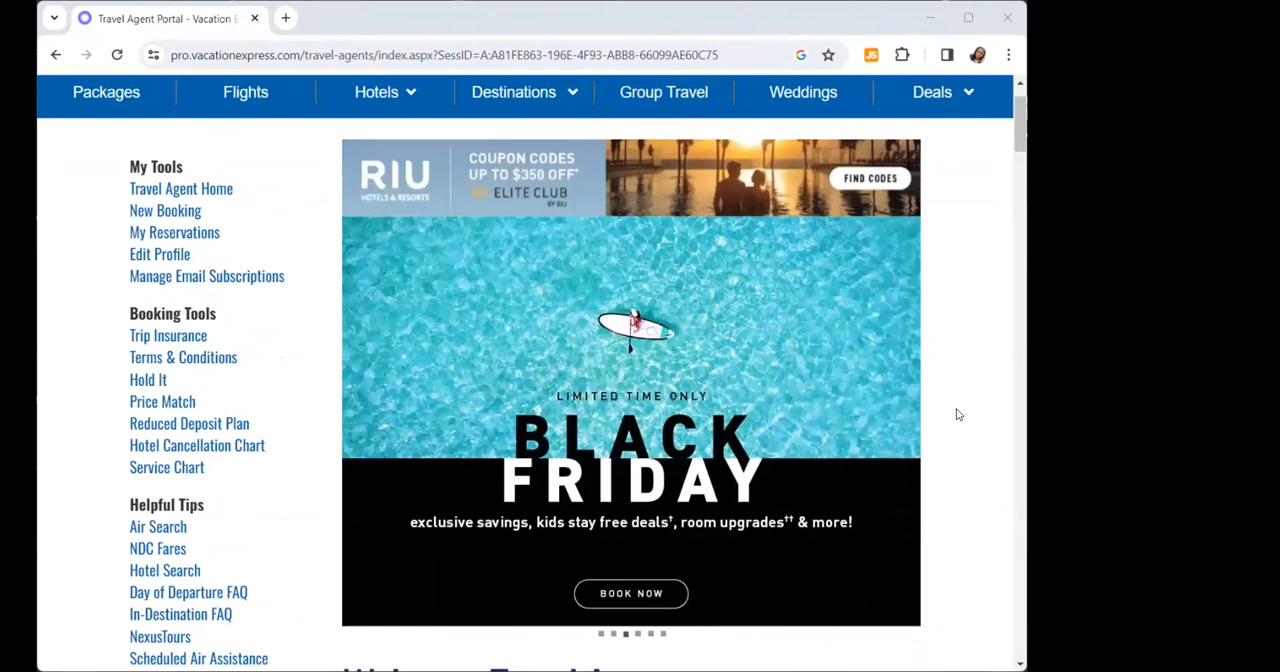 Travel Agent Portal - Vacation E
pro.vacationexpress.com/travel-agents/index.aspx?SessID=A:A81FE863-196E-4F93-ABB8-66099AE60C75
JS
Packages
Flights
Hotels
Destinations
Group Travel
Weddings
Deals
My Tools
Travel Agent Home
New Booking
My Reservations
Edit Profile
Manage Email Subscriptions
Booking Tools
Trip Insurance
Terms & Conditions
Hold It
Price Match
Reduced Deposit Plan
Hotel Cancellation Chart
Service Chart
Helpful Tips
Air Search
NDC Fares
Hotel Search
Day of Departure FAQ
In-Destination FAQ
NexusTours
Scheduled Air Assistance
RIU
HOTELS & RESORTS
COUPON CODES
UP TO $350 OFF*
ELITE CLUB
BY RIU
FIND CODES
LIMITED TIME ONLY
BLACK
FRIDAY
exclusive savings, kids stay free deals†, room upgrades†† & more!
BOOK NOW